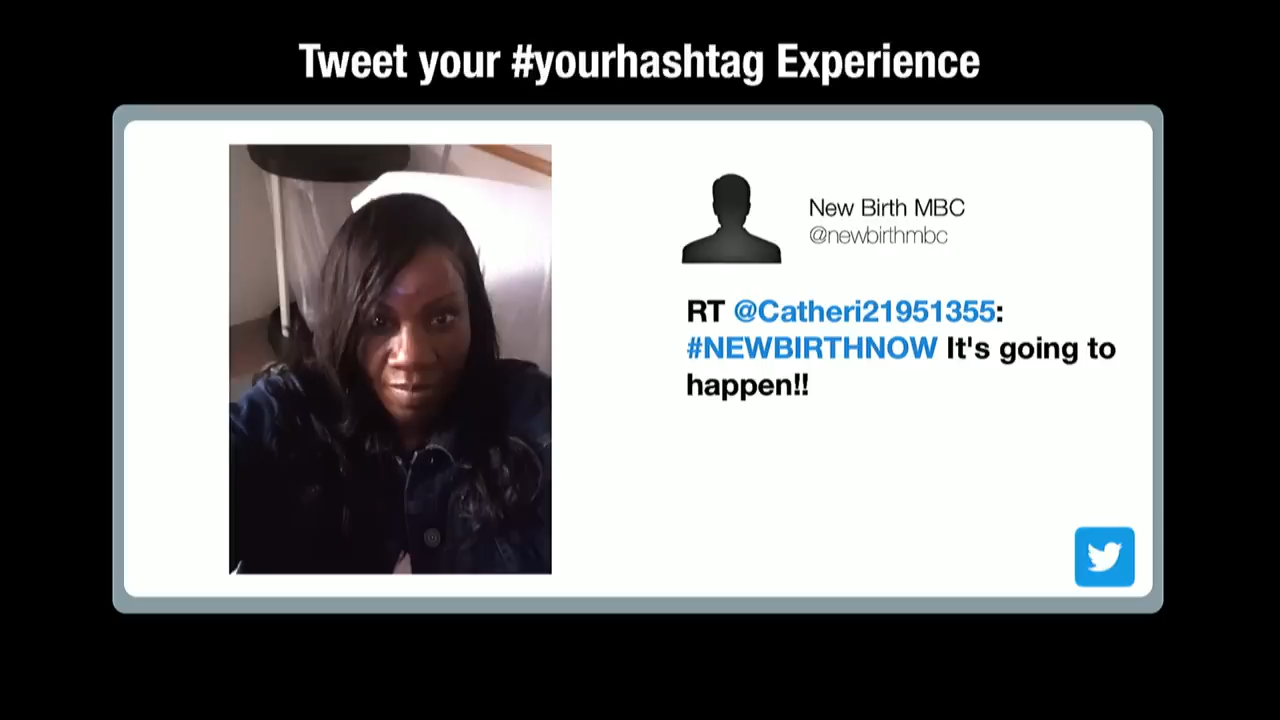 Tweet your #yourhashtag Experience
New Birth MBC
@newbirthmbc
RT @Catheri21951355:
#NEWBIRTHNOW It's going to
happen!!